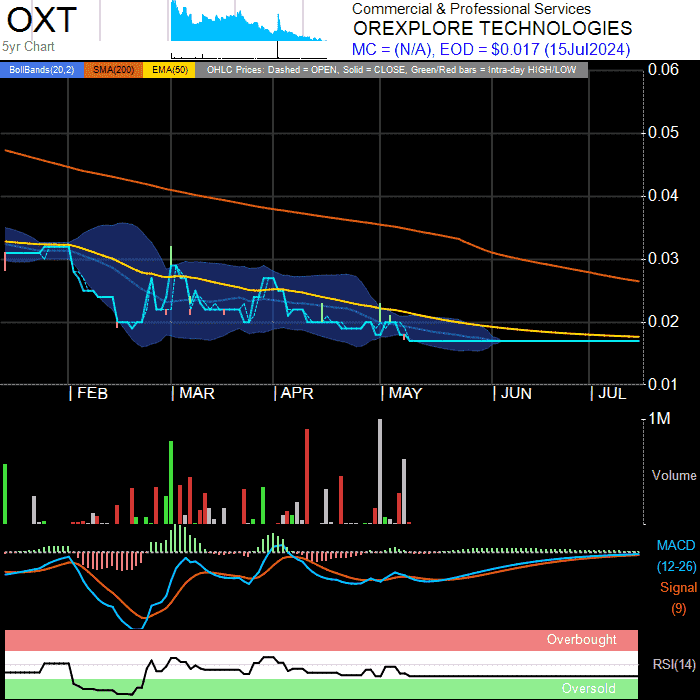 OXT
5yr Chart
Commercial & Professional Services
OREXPLORE TECHNOLOGIES
MC = (N/A), EOD = $0.017 (15Jul2024)
BollBands(20,2) SMA(200) EMA(50) OHLC Prices: Dashed = OPEN, Solid = CLOSE, Green/Red bars = Intra-day HIGH/LOW
0.06
0.05
0.04
0.03
0.02
0.01
| FEB | MAR | APR | MAY | JUN | JUL
1M
Volume
MACD
(12-26)
Signal
(9)
Overbought
RSI(14)
Oversold